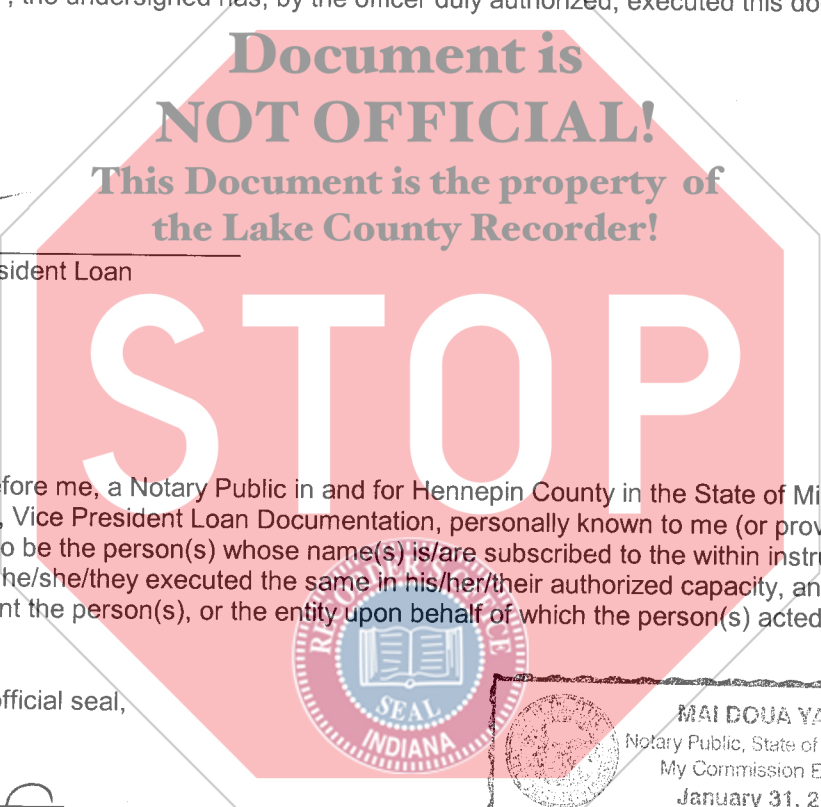 , the undersigned has, by the officer duly authorized, executed this do
Document is
NOT OFFICIAL!
This Document is the property of
the Lake County Recorder!
sident Loan
STOP
fore me, a Notary Public in and for Hennepin County in the State of Mi
, Vice President Loan Documentation, personally known to me (or prov
o be the person(s) whose name(s) is/are subscribed to the within instru
he/she/they executed the same in his/her/their authorized capacity, an
nt the person(s), or the entity upon behalf of which the person(s) acted
RECORDER'S OFFICE
SEAL
INDIANA
official seal,
MAI DOUA YA
Notary Public, State of
My Commission E
January 31, 2